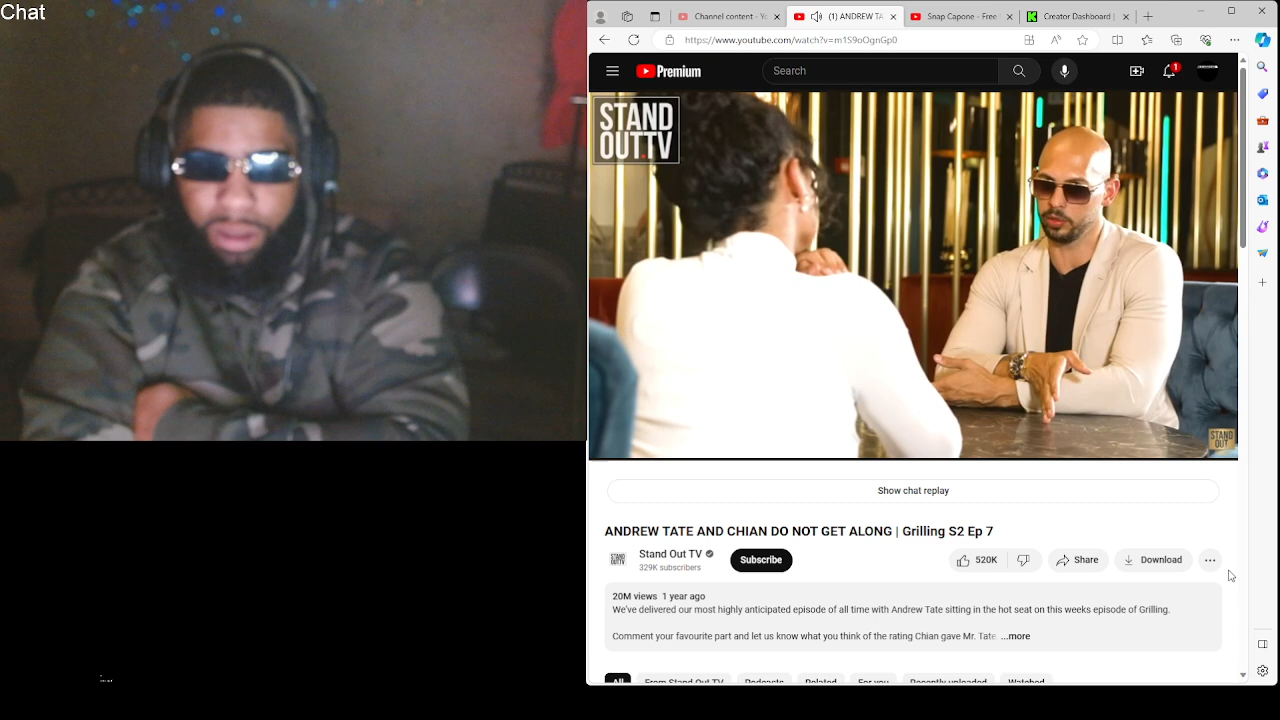 Chat
Channel content - Yo
(1) ANDREW TA
Snap Capone - Free
Creator Dashboard |
https://www.youtube.com/watch?v=m1S9oOgnGp0
Premium
Search
1
STAND
OUTTV
STAND
OUT
Show chat replay
ANDREW TATE AND CHIAN DO NOT GET ALONG | Grilling S2 Ep 7
Stand Out TV
329K subscribers
Subscribe
520K
Share
Download
20M views 1 year ago
We've delivered our most highly anticipated episode of all time with Andrew Tate sitting in the hot seat on this weeks episode of Grilling.
Comment your favourite part and let us know what you think of the rating Chian gave Mr. Tate. ...more
All
From Stand Out TV
Podcasts
Related
For you
Recently uploaded
Watched